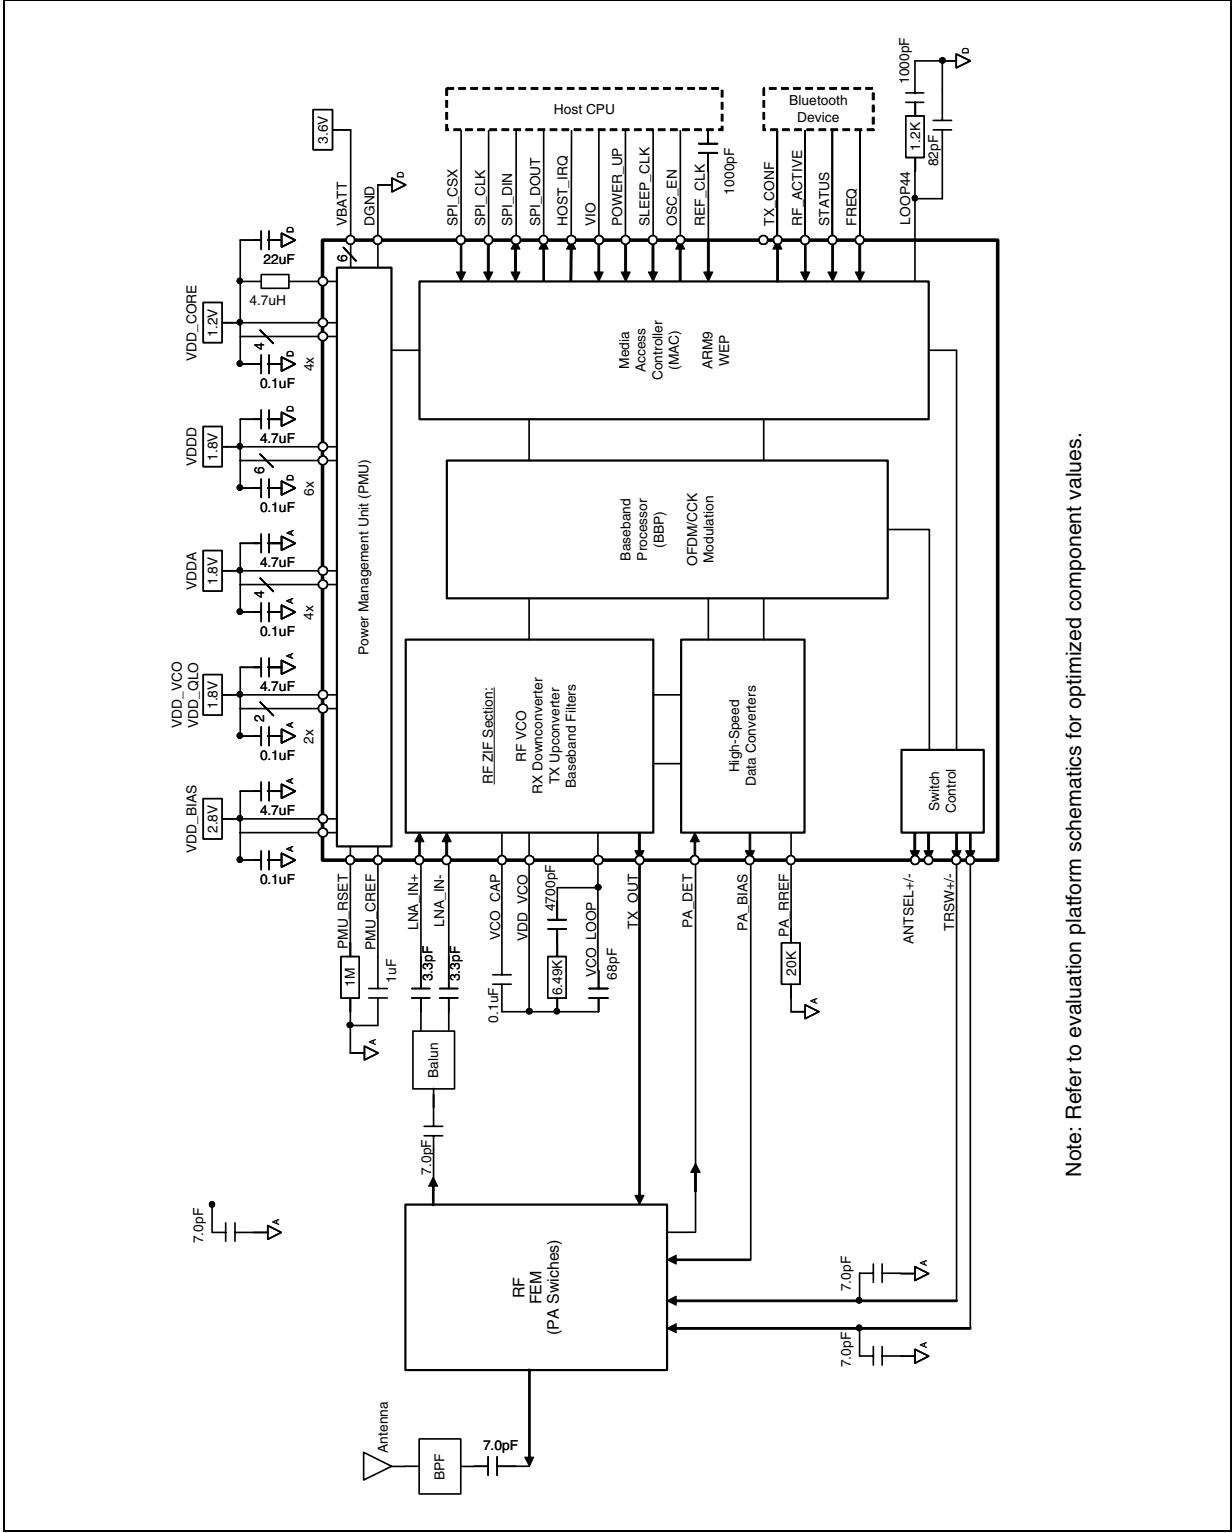 Antenna
BPF
7.0pF
RF
FEM
(PA Swiches)
7.0pF
A
7.0pF
Balun
3.3pF
3.3pF
1M
1uF
A
PMU_RSET
PMU_CREF
LNA_IN+
LNA_IN-
VCO_CAP
VDD_VCO
VCO_LOOP
TX_OUT
PA_DET
PA_BIAS
PA_RREF
ANTSEL+/-
TRSW+/-
0.1uF
6.49K
4700pF
68pF
20K
A
7.0pF
A
7.0pF
A
VDD_BIAS
2.8V
0.1uF
A
4.7uF
A
VDD_VCO
VDD_QLO
1.8V
0.1uF
A
2x
2
4.7uF
A
VDDA
1.8V
0.1uF
A
4x
4
4.7uF
A
VDDD
1.8V
0.1uF
D
6x
6
4.7uF
D
VDD_CORE
1.2V
0.1uF
D
4x
4
4.7uH
22uF
D
3.6V
VBATT
6
DGND
D
Power Management Unit (PMU)
RF ZIF Section:
RF VCO
RX Downconverter
TX Upconverter
Baseband Filters
High-Speed
Data Converters
Switch
Control
Baseband
Processor
(BBP)
OFDM/CCK
Modulation
Media
Access
Controller
(MAC)
ARM9
WEP
SPI_CSX
SPI_CLK
SPI_DIN
SPI_DOUT
HOST_IRQ
VIO
POWER_UP
SLEEP_CLK
OSC_EN
REF_CLK
1000pF
Host CPU
TX_CONF
RF_ACTIVE
STATUS
FREQ
Bluetooth
Device
LOOP44
1.2K
1000pF
82pF
D
Note: Refer to evaluation platform schematics for optimized component values.